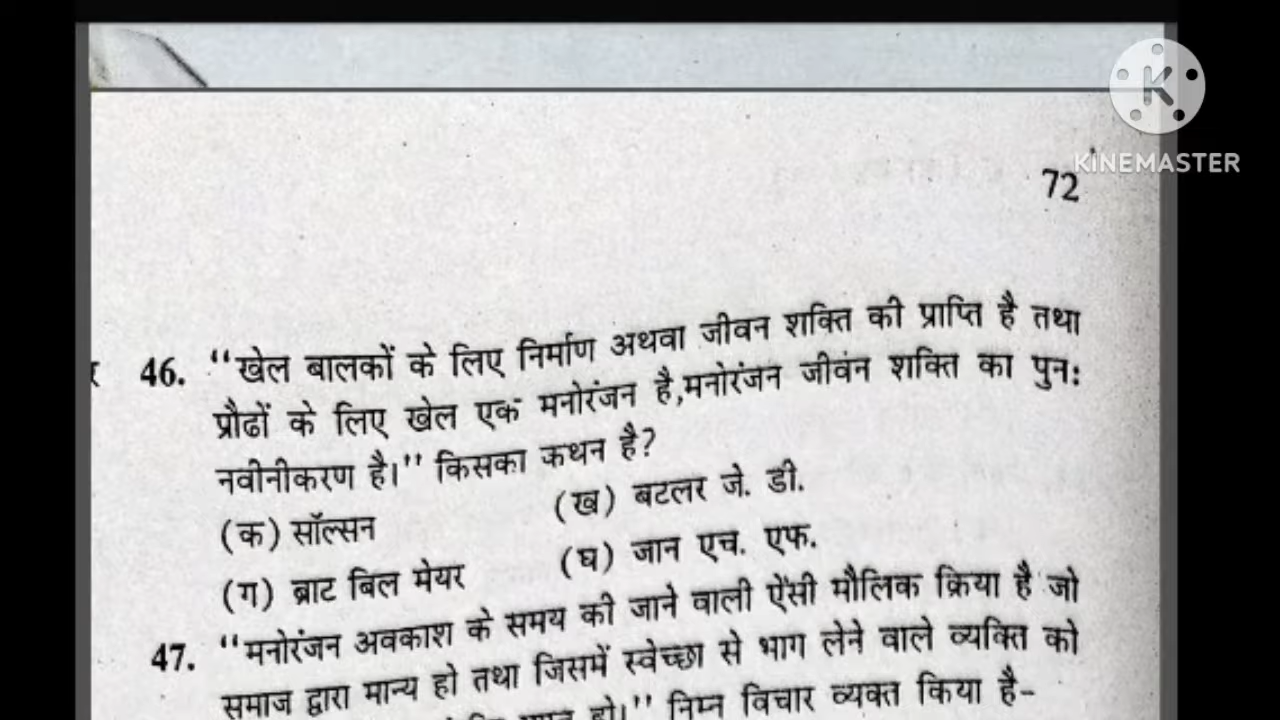 KINEMASTER
72
46. "खेल बालकों के लिए निर्माण अथवा जीवन शक्ति की प्राप्ति है तथा
प्रौढों के लिए खेल एक मनोरंजन है,मनोरंजन जीवन शक्ति का पुन:
नवीनीकरण है।" किसका कथन है?
(क) सॉल्सन (ख) बटलर जे. डी.
(ग) ब्राट बिल मेयर (घ) जान एच. एफ.
47. "मनोरंजन अवकाश के समय की जाने वाली ऐसी मौलिक क्रिया है जो
समाज द्वारा मान्य हो तथा जिसमें स्वेच्छा से भाग लेने वाले व्यक्ति को
हो।" निम्न विचार व्यक्त किया है-